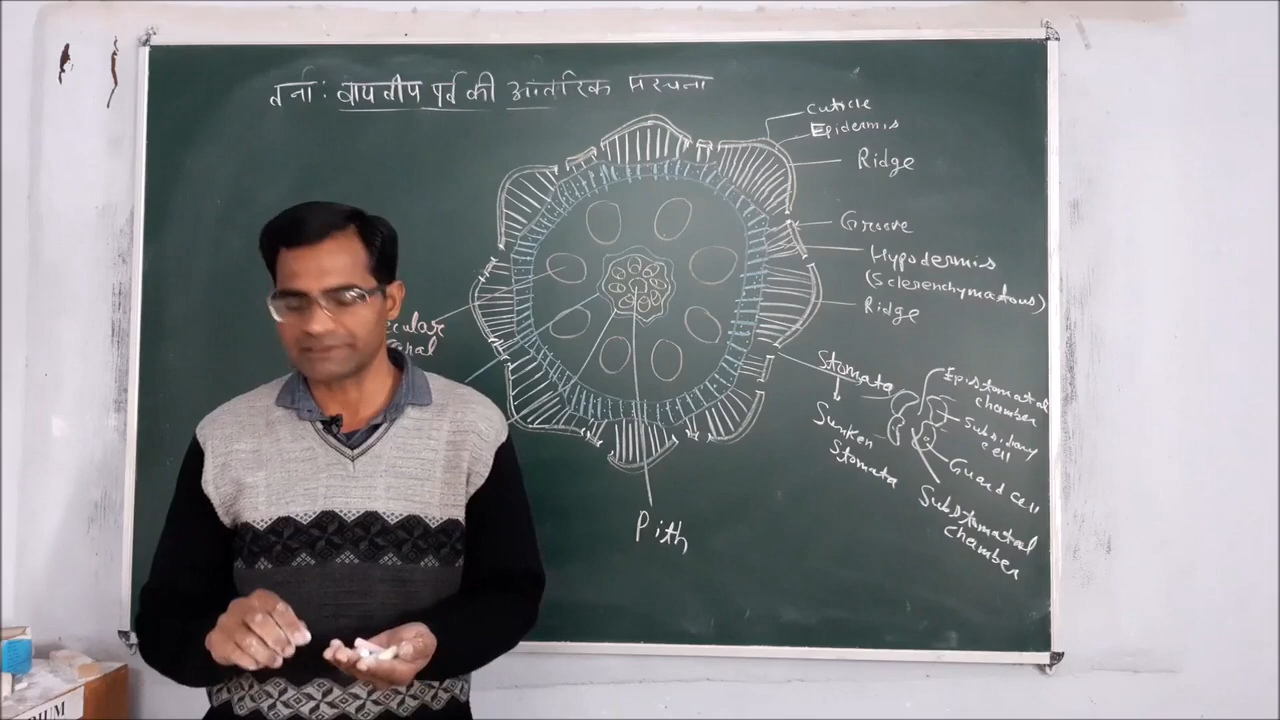 तना: वायवीय पर्व की आंतरिक संरचना
Cuticle
Epidermis
Ridge
Groove
Hypodermis
(Sclerenchymatous)
Ridge
Stomata
Sunken
Stomata
Epistomatal
chamber
Subsidiary
cell
Guard cell
Substomatal
chamber
Pith